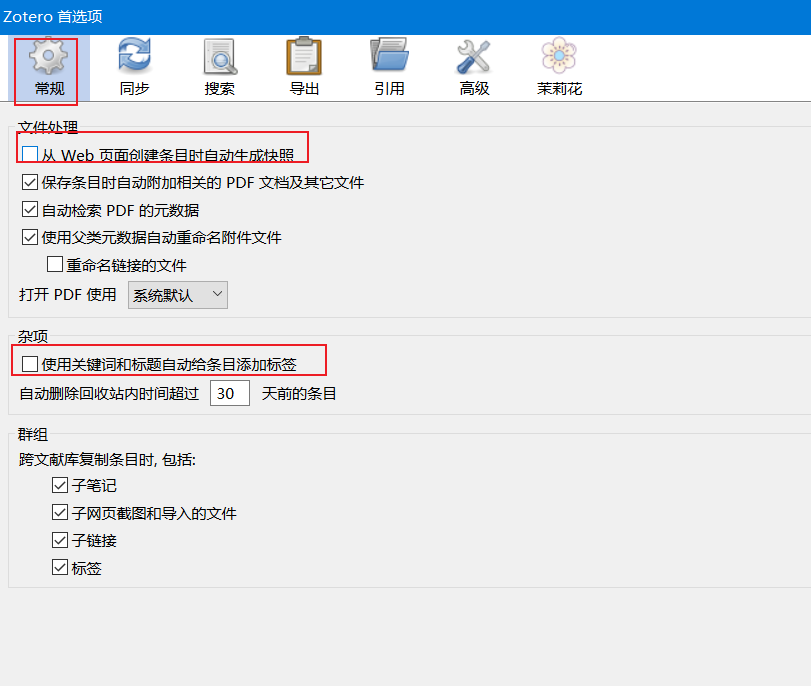 Zotero 首选项
常规 同步 搜索 导出 引用 高级 茉莉花
文件处理
从 Web 页面创建条目时自动生成快照
保存条目时自动附加相关的 PDF 文档及其它文件
自动检索 PDF 的元数据
使用父类元数据自动重命名附件文件
重命名链接的文件
打开 PDF 使用 系统默认
杂项
使用关键词和标题自动给条目添加标签
自动删除回收站内时间超过 30 天前的条目
群组
跨文献库复制条目时, 包括:
子笔记
子网页截图和导入的文件
子链接
标签